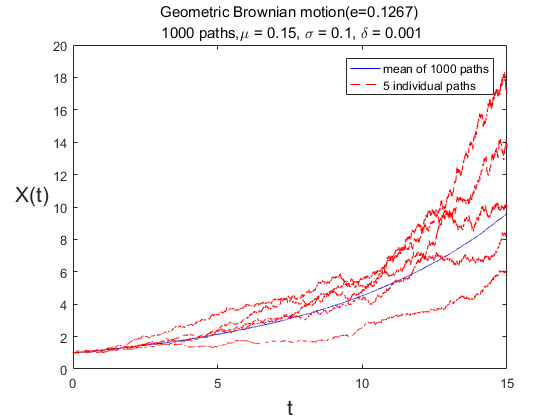 Geometric Brownian motion(e=0.1267)
1000 paths,μ = 0.15, σ = 0.1, δ = 0.001
mean of 1000 paths
5 individual paths
20
18
16
14
12
10
8
6
4
2
0
X(t)
0
5
10
15
t